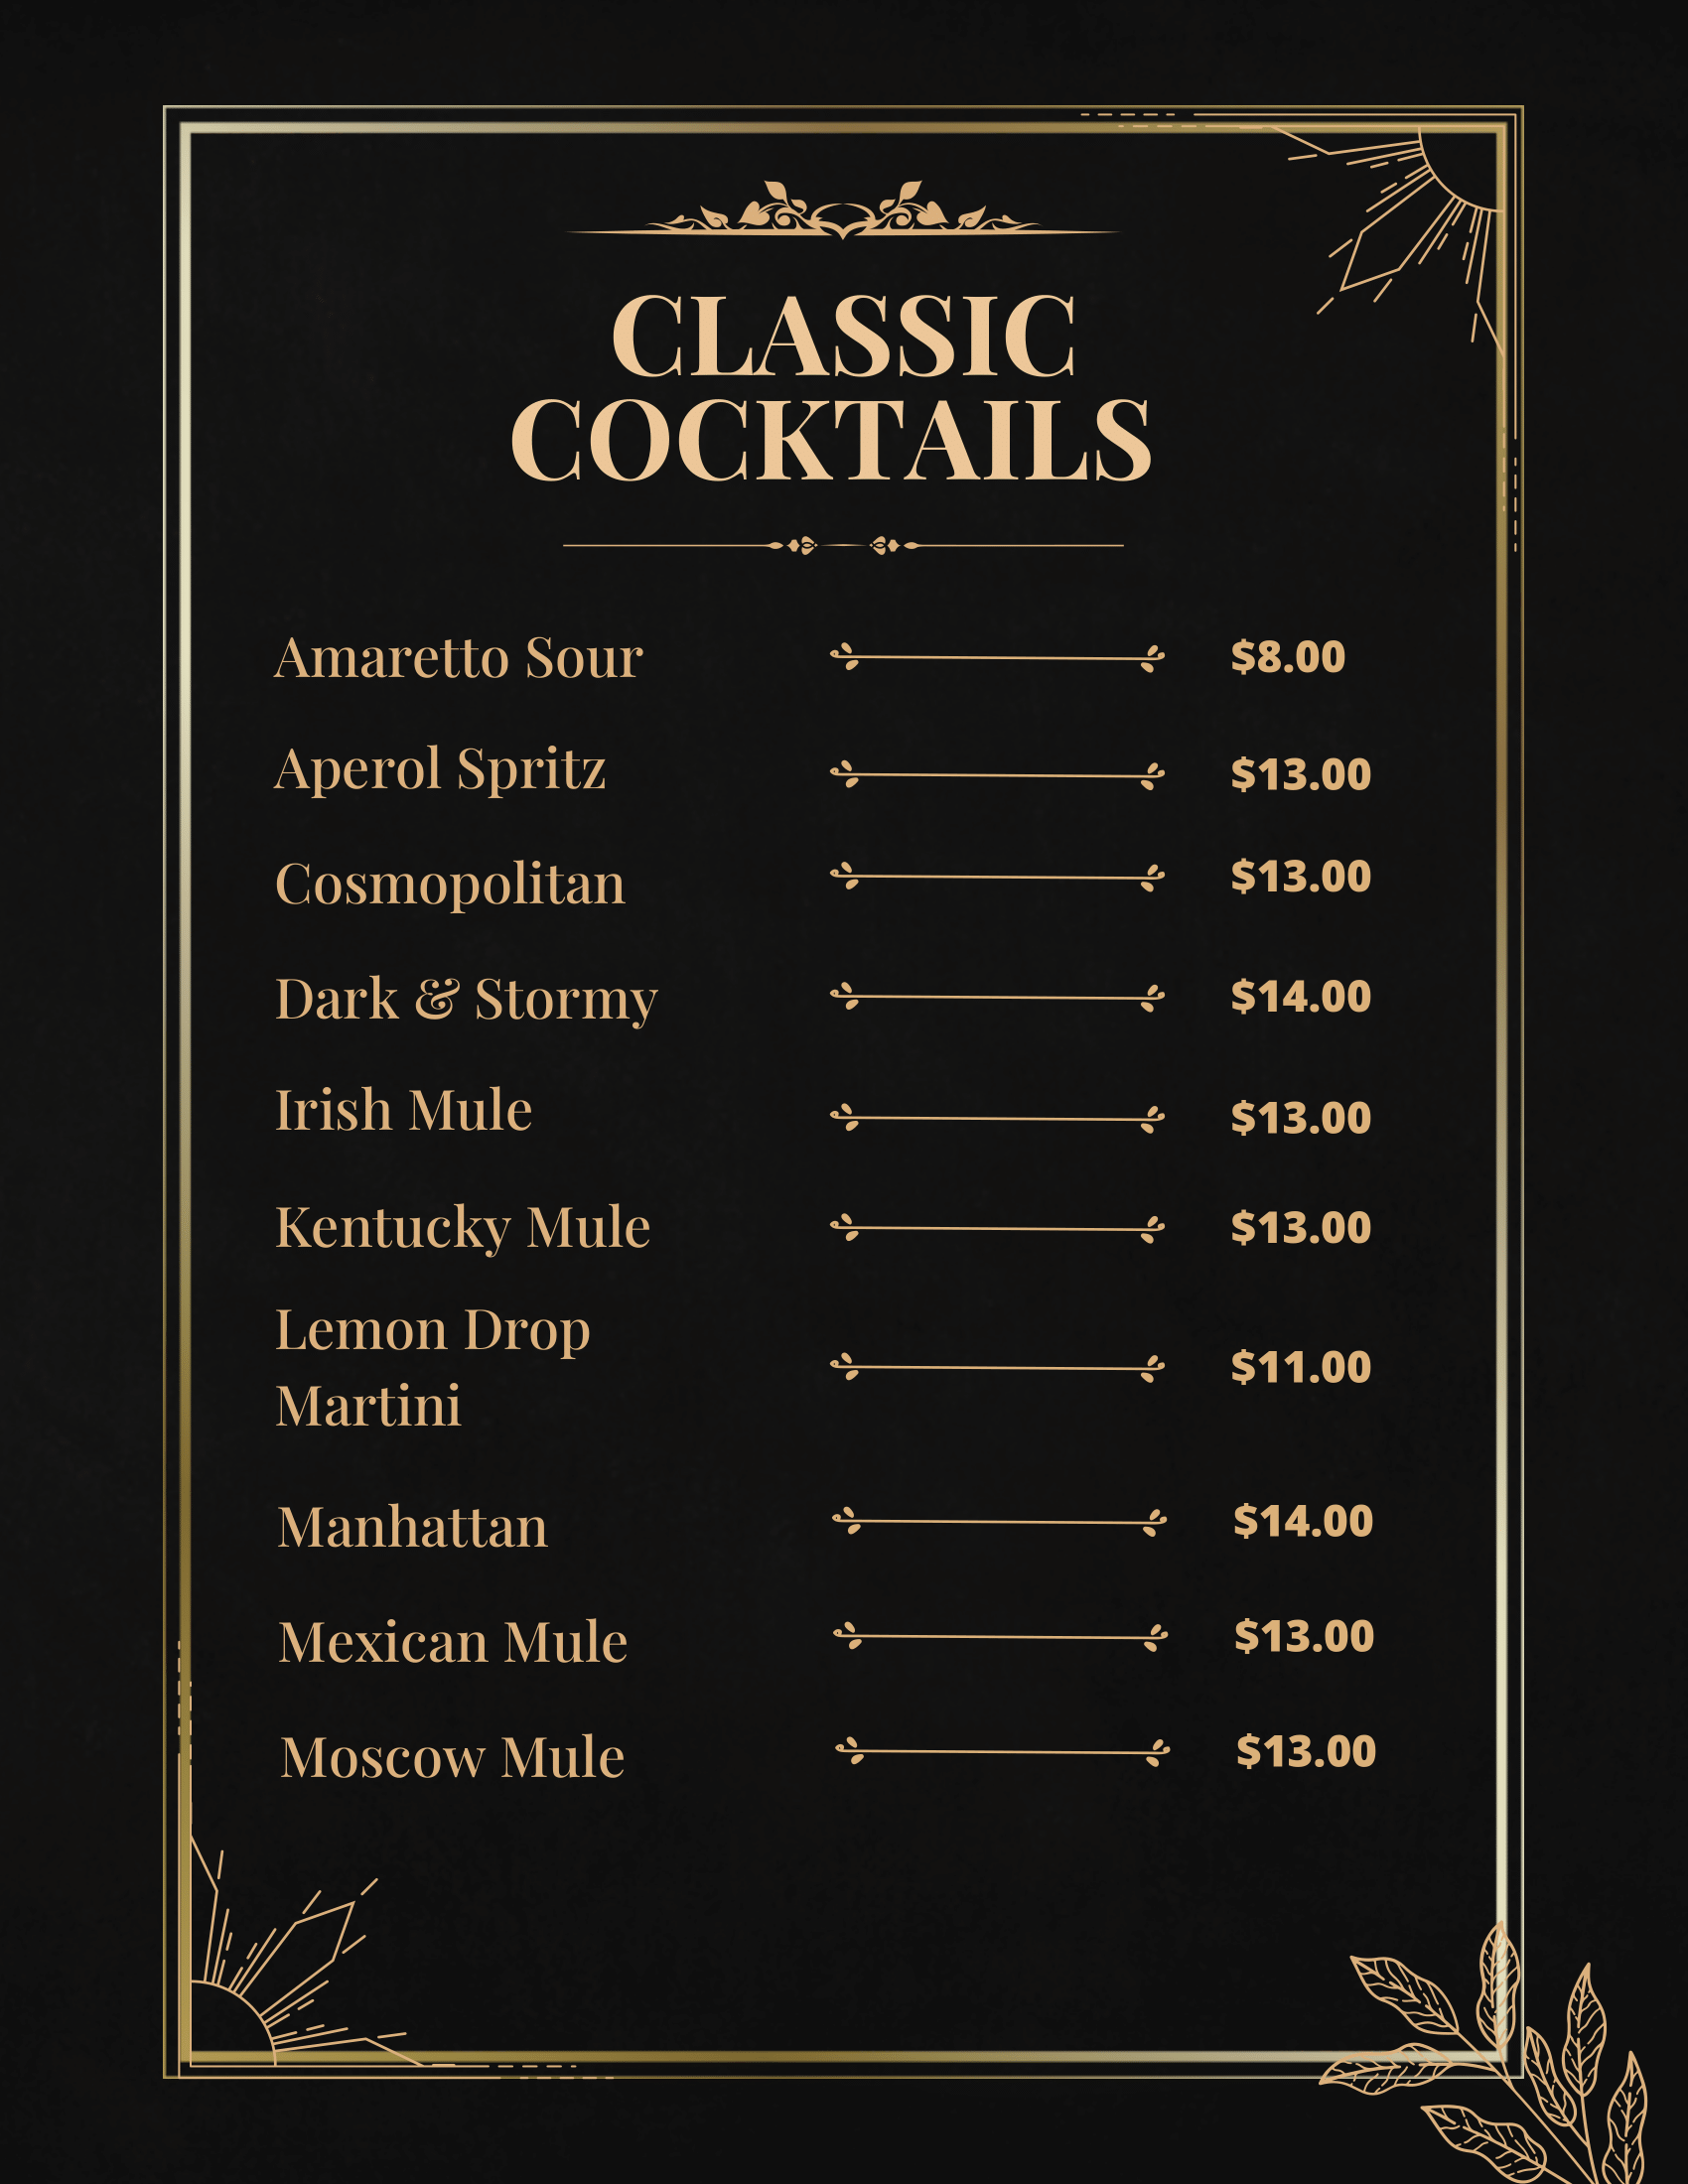 CLASSIC
COCKTAILS
Amaretto Sour $8.00
Aperol Spritz $13.00
Cosmopolitan $13.00
Dark & Stormy $14.00
Irish Mule $13.00
Kentucky Mule $13.00
Lemon Drop
Martini $11.00
Manhattan $14.00
Mexican Mule $13.00
Moscow Mule $13.00